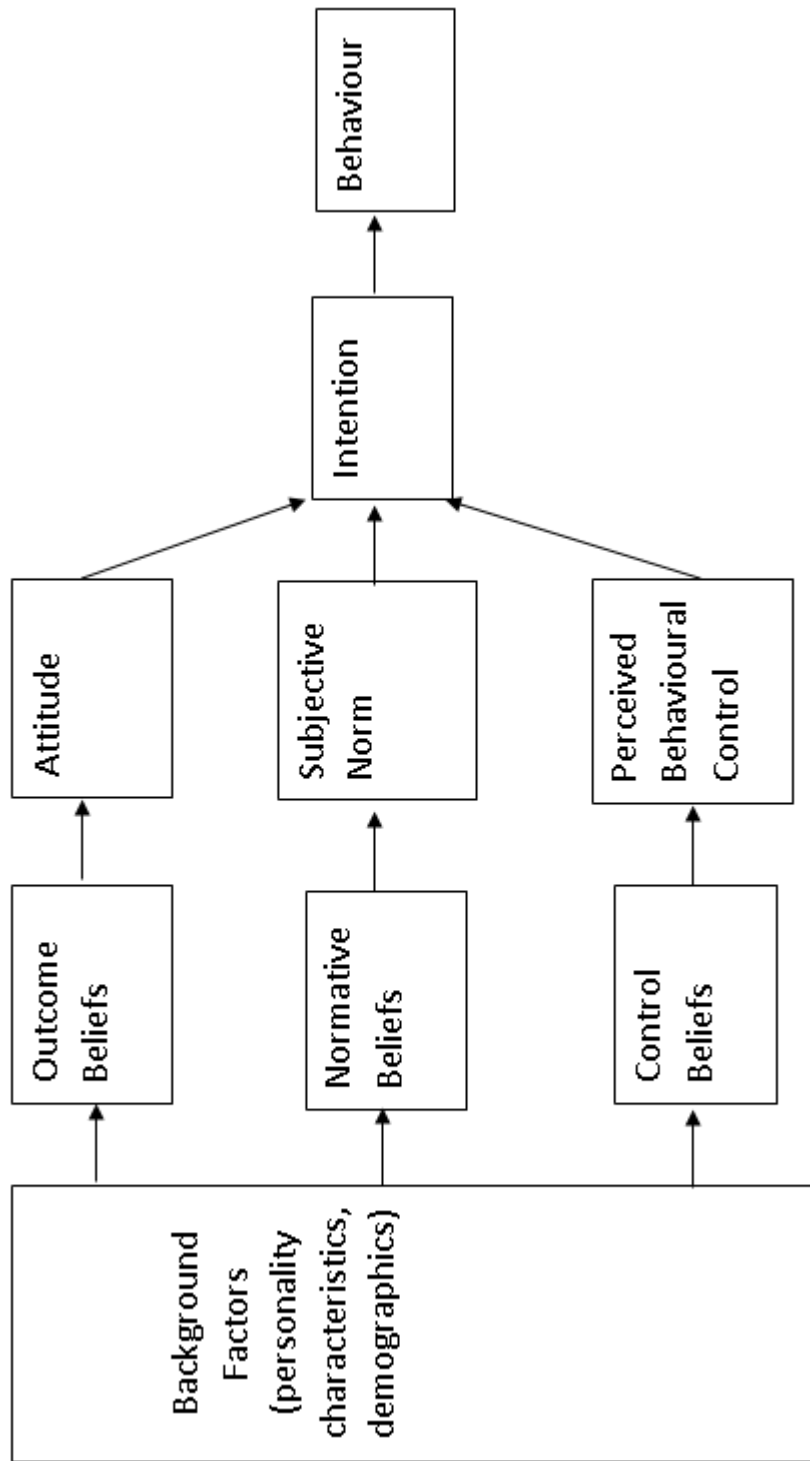 Background
Factors
(personality
characteristics,
demographics)
Outcome
Beliefs
Normative
Beliefs
Control
Beliefs
Attitude
Subjective
Norm
Perceived
Behavioural
Control
Intention
Behaviour